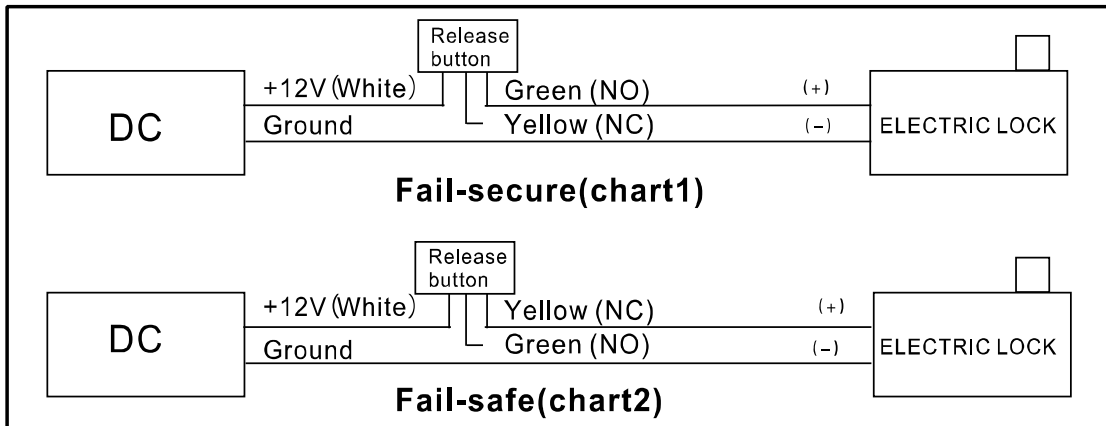 Release
button
+12V(White)
Green (NO)
(+)
DC
Ground
Yellow (NC)
(-)
ELECTRIC LOCK
Fail-secure(chart1)
Release
button
+12V(White)
Yellow (NC)
(+)
DC
Ground
Green (NO)
(-)
ELECTRIC LOCK
Fail-safe(chart2)